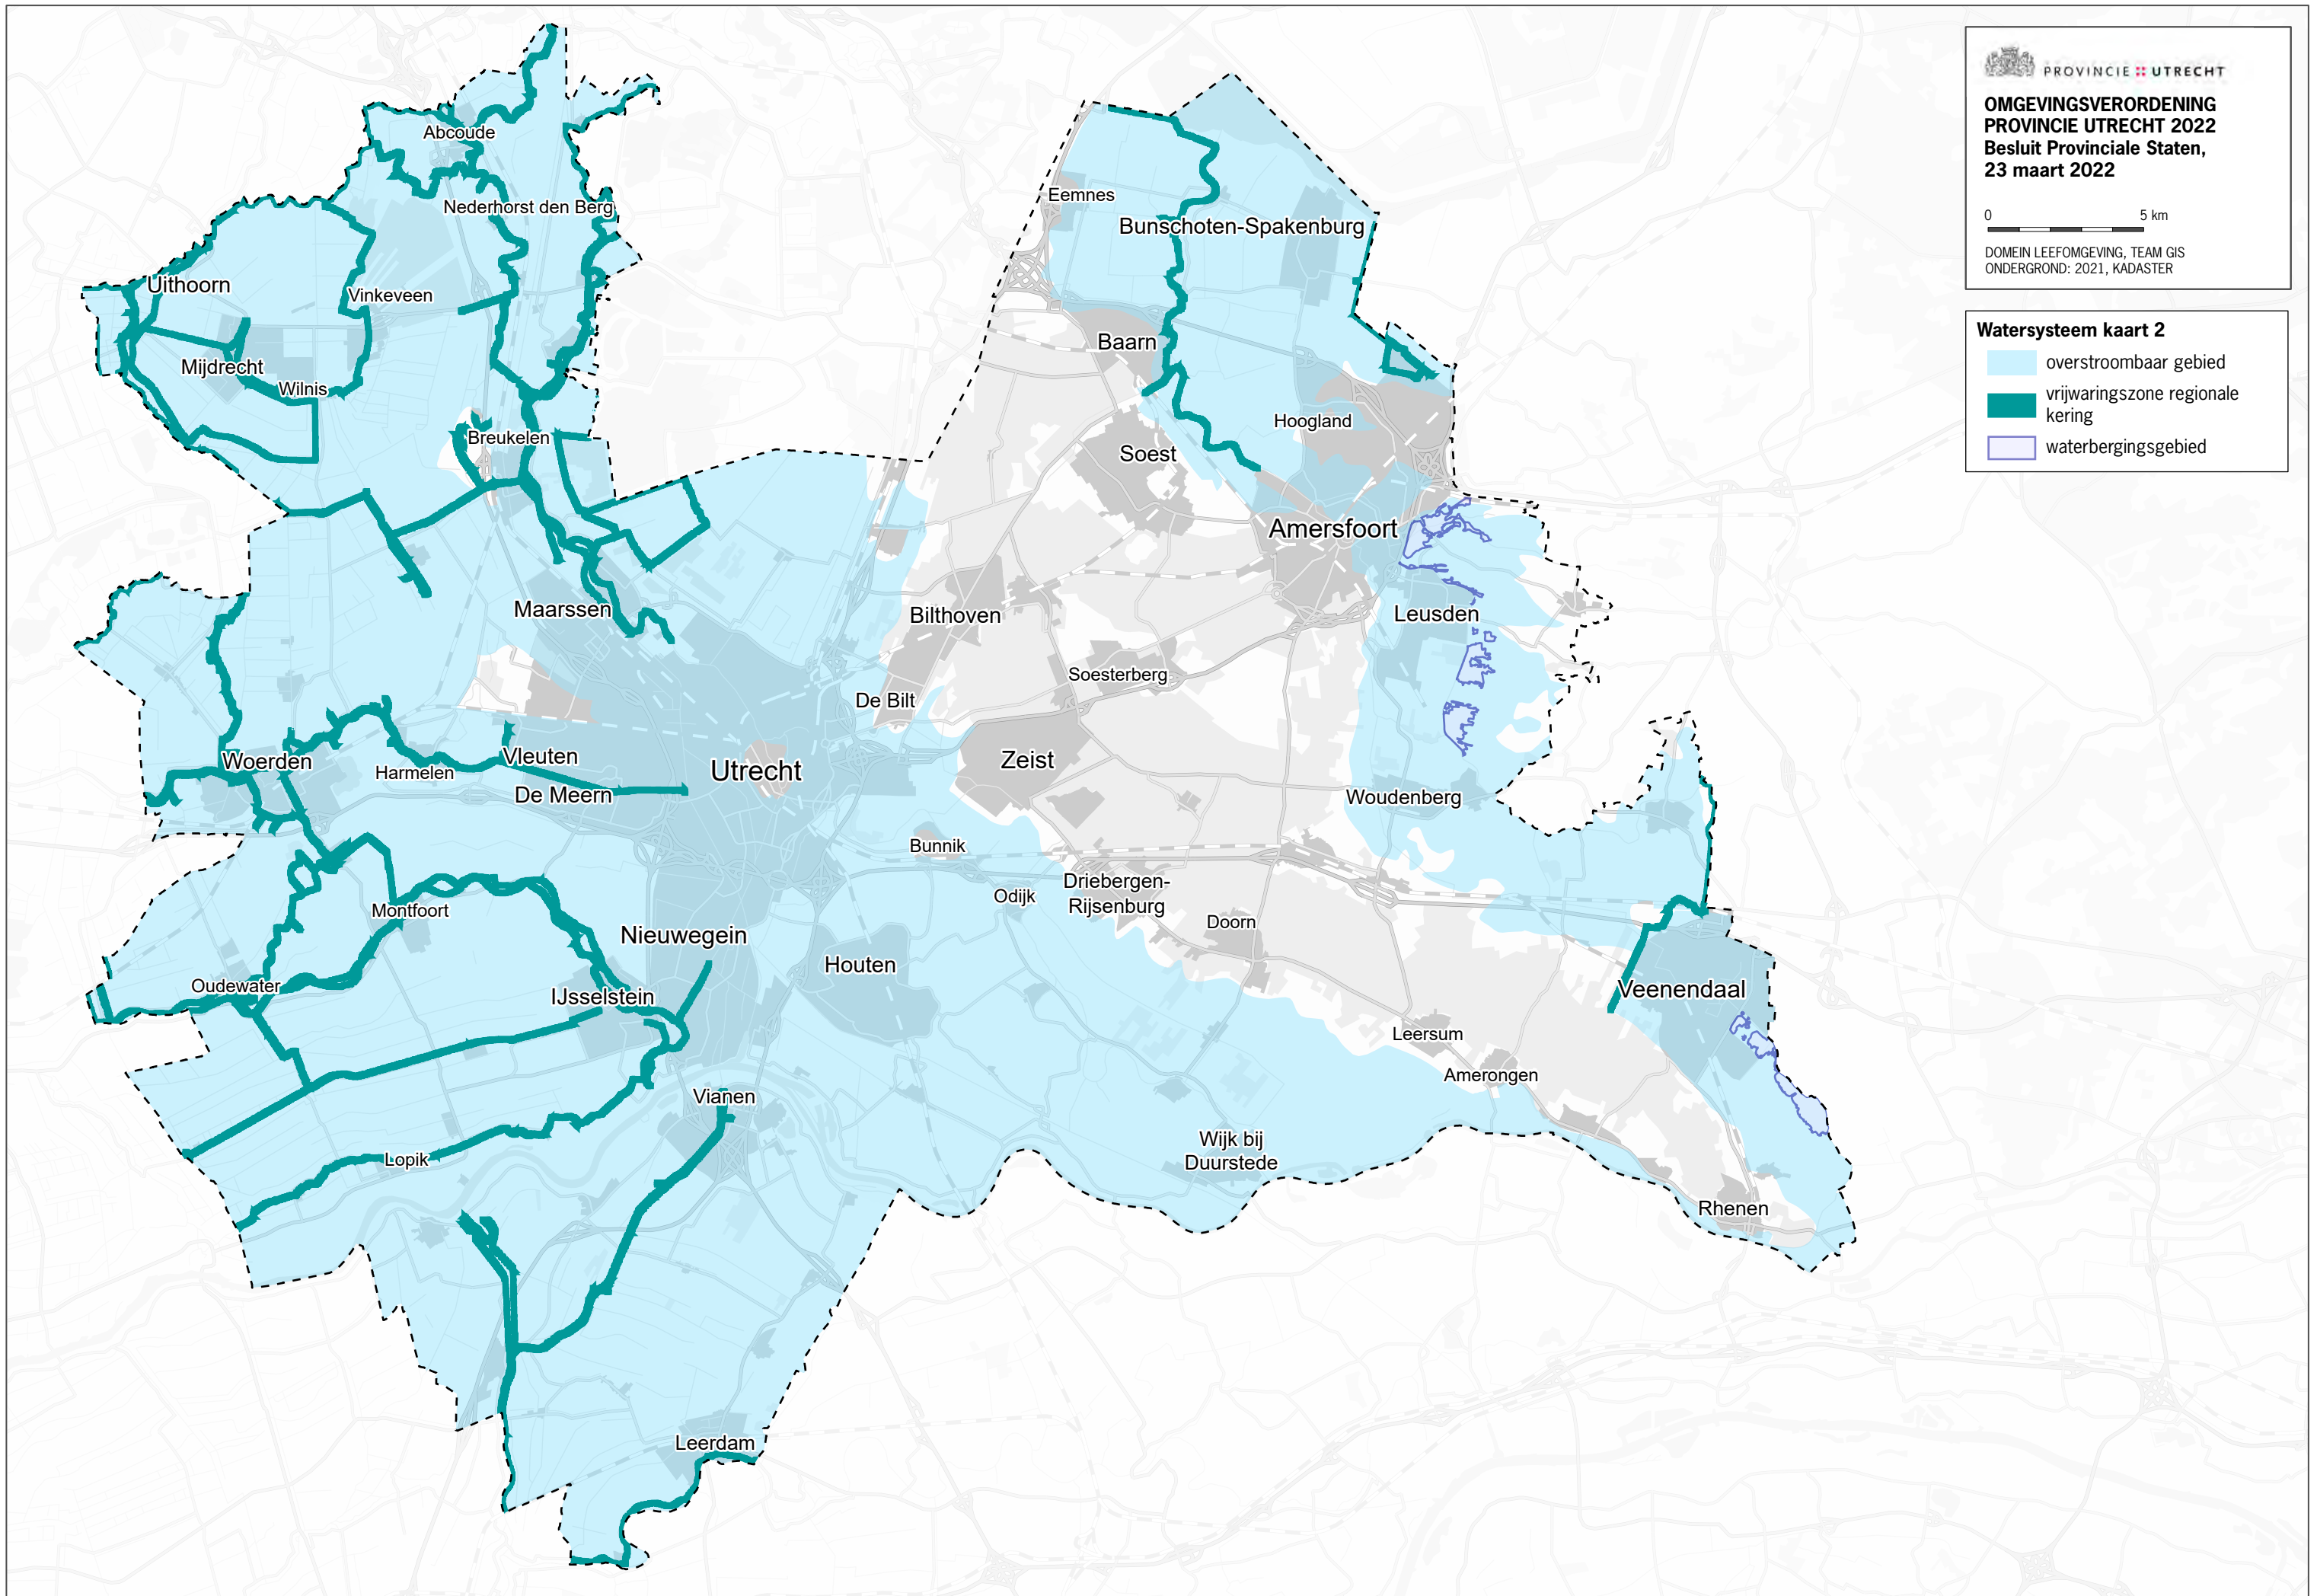 PROVINCIE UTRECHT
OMGEVINGSVERORDENING
PROVINCIE UTRECHT 2022
Besluit Provinciale Staten,
23 maart 2022
0 5 km
DOMEIN LEEFOMGEVING, TEAM GIS
ONDERGROND: 2021, KADASTER
Watersysteem kaart 2
overstroombaar gebied
vrijwaringszone regionale
kering
waterbergingsgebied
Abcoude
Nederhorst den Berg
Eemnes
Bunschoten-Spakenburg
Uithoorn
Vinkeveen
Baarn
Mijdrecht
Wilnis
Hoogland
Breukelen
Soest
Amersfoort
Maarssen
Bilthoven
Leusden
Soesterberg
De Bilt
Vleuten
Woerden
Harmelen
Utrecht
Zeist
De Meern
Woudenberg
Bunnik
Driebergen-
Rijsenburg
Odijk
Montfoort
Doorn
Nieuwegein
Houten
Oudewater
IJsselstein
Veenendaal
Leersum
Amerongen
Vianen
Wijk bij
Duurstede
Lopik
Rhenen
Leerdam